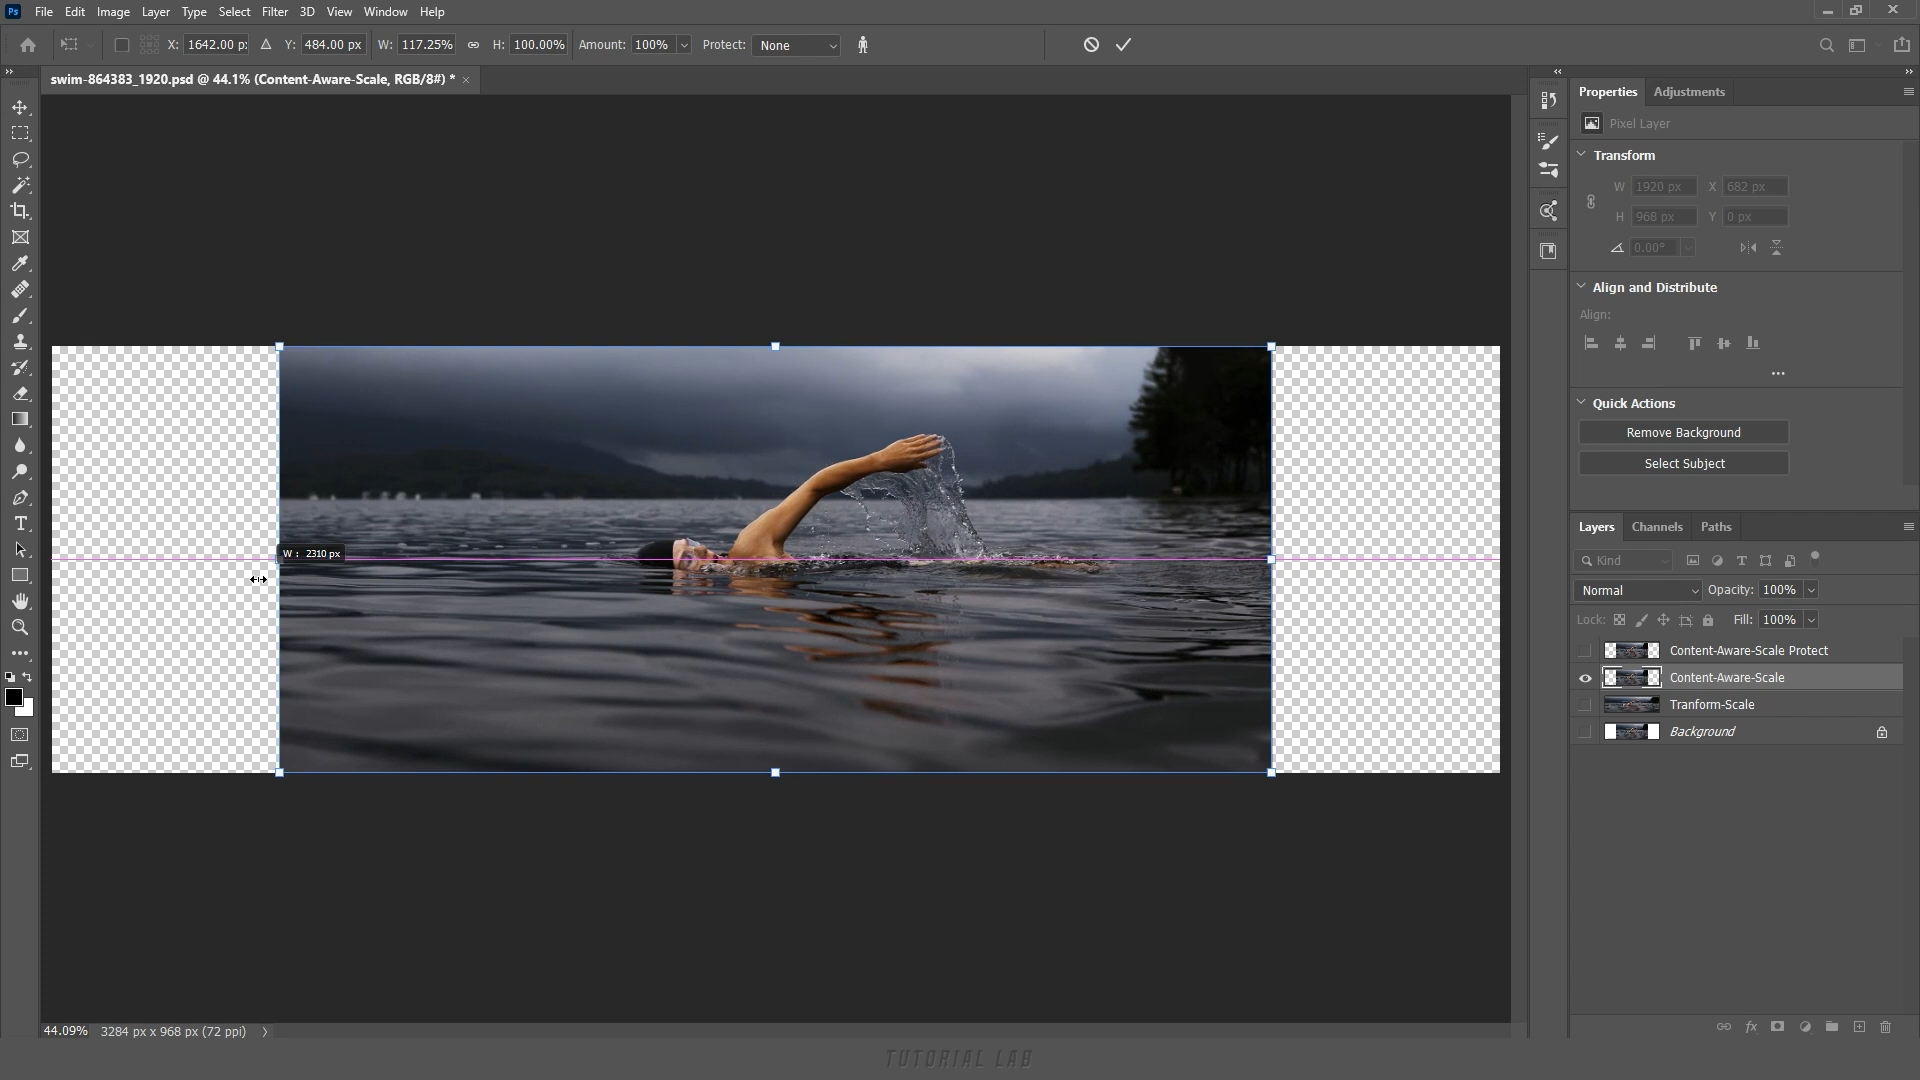 Ps File Edit Image Layer Type Select Filter 3D View Window Help
X: 1642.00 p Y: 484.00 px W: 117.25% H: 100.00% Amount: 100% Protect: None
swim-864383_1920.psd @ 44.1% (Content-Aware-Scale, RGB/8#) * ×
Properties Adjustments
Pixel Layer
Transform
W 1920 px X 682 px
H 968 px Y 0 px
0.00°
Align and Distribute
Align:
Quick Actions
Remove Background
Select Subject
Layers Channels Paths
Kind
Normal Opacity: 100%
Lock: Fill: 100%
Content-Aware-Scale Protect
Content-Aware-Scale
Tranform-Scale
Background
W : 2310 px
44.09% 3284 px x 968 px (72 ppi)
TUTORIAL LAB